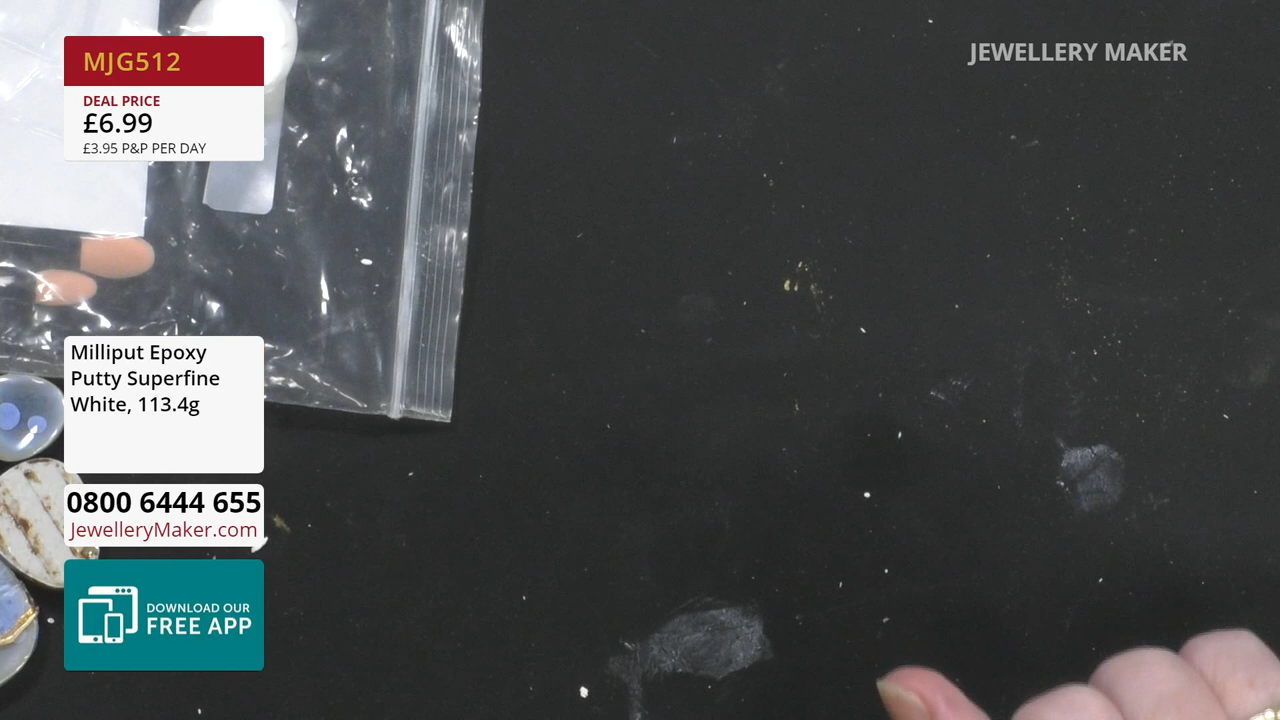 MJG512
DEAL PRICE
£6.99
£3.95 P&P PER DAY
JEWELLERY MAKER
Milliput Epoxy
Putty Superfine
White, 113.4g
0800 6444 655
JewelleryMaker.com
DOWNLOAD OUR
FREE APP